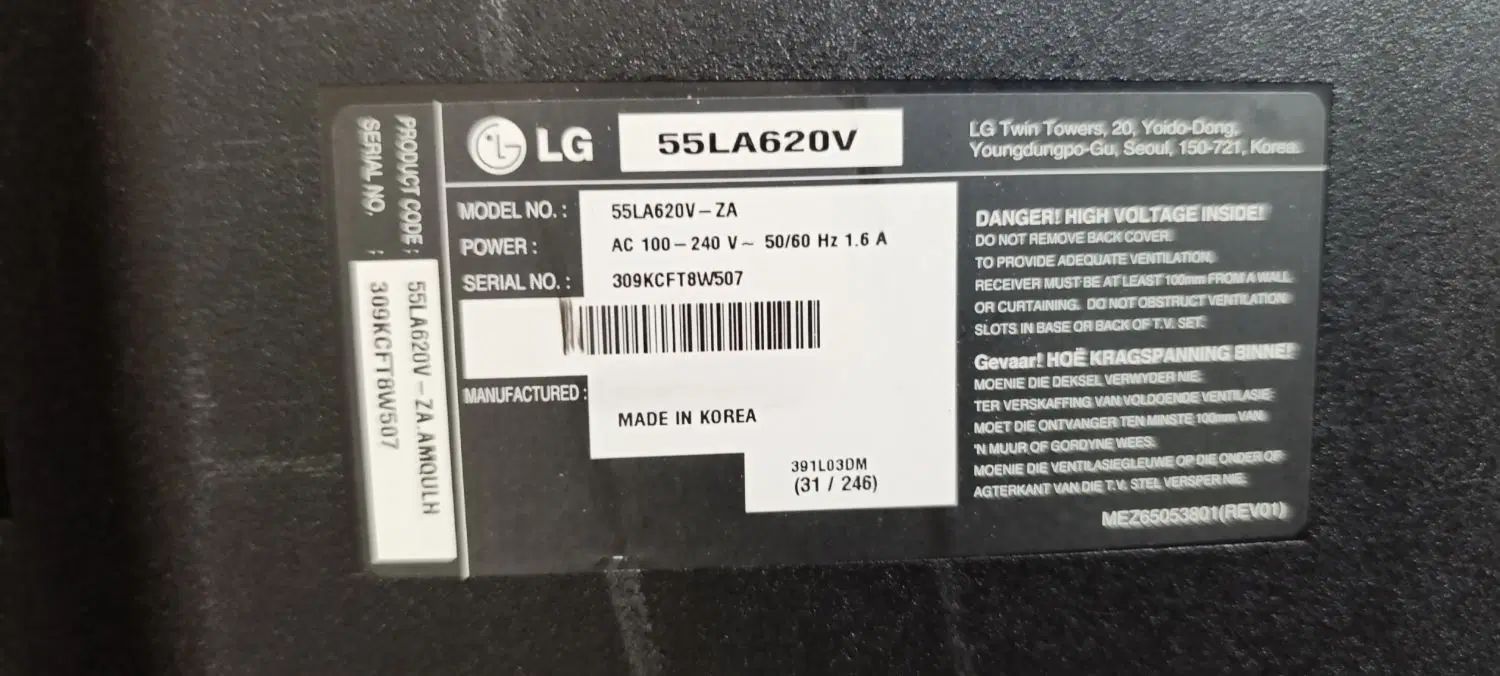 PRODUCT CODE :
SERIAL NO. :
55LA620V-ZA.AMQULH
309KCFT8W507
LG
55LA620V
LG Twin Towers, 20, Yoido-Dong,
Youngdungpo-Gu, Seoul, 150-721, Korea
MODEL NO. : 55LA620V-ZA
POWER : AC 100-240 V~ 50/60 Hz 1.6 A
SERIAL NO. : 309KCFT8W507
MANUFACTURED :
MADE IN KOREA
391L03DM
(31 / 246)
DANGER! HIGH VOLTAGE INSIDE!
DO NOT REMOVE BACK COVER.
TO PROVIDE ADEQUATE VENTILATION,
RECEIVER MUST BE AT LEAST 100mm FROM A WALL
OR CURTAINING. DO NOT OBSTRUCT VENTILATION
SLOTS IN BASE OR BACK OF T.V. SET.
Gevaar! HOË KRAGSPANNING BINNE!
MOENIE DIE DEKSEL VERWYDER NIE.
TER VERSKAFFING VAN VOLDOENDE VENTILASIE
MOET DIE ONTVANGER TEN MINSTE 100mm VAN
'N MUUR OF GORDYNE WEES.
MOENIE DIE VENTILASIEGLEUWE OP DIE ONDER OF
AGTERKANT VAN DIE T.V. STEL VERSPER NIE.
MEZ65053801(REV01)